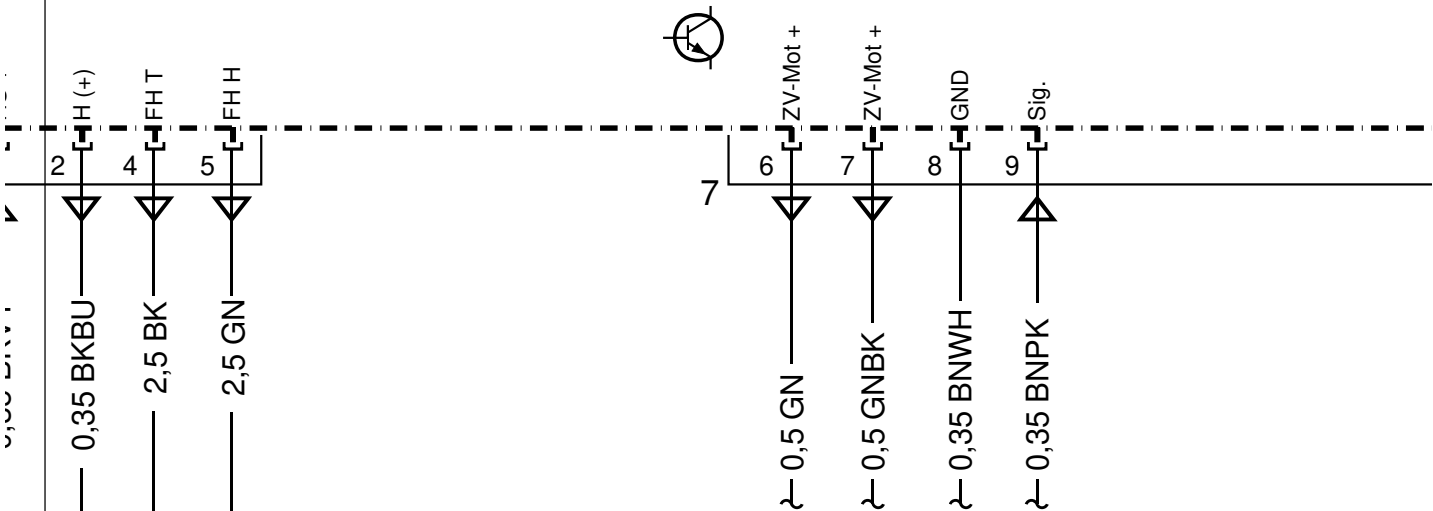 H (+)
FH T
FH H
ZV-Mot +
ZV-Mot +
GND
Sig.
2
4
5
6
7
8
9
7
0,35 BKBU
2,5 BK
2,5 GN
0,5 GN
0,5 GNBK
0,35 BNWH
0,35 BNPK